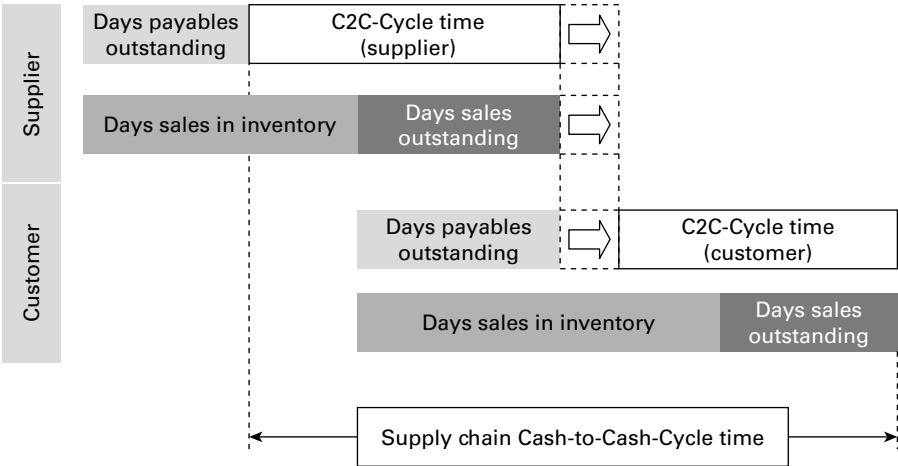 Supplier
Days payables
outstanding
C2C-Cycle time
(supplier)
Days sales in inventory
Days sales
outstanding
Customer
Days payables
outstanding
C2C-Cycle time
(customer)
Days sales in inventory
Days sales
outstanding
Supply chain Cash-to-Cash-Cycle time